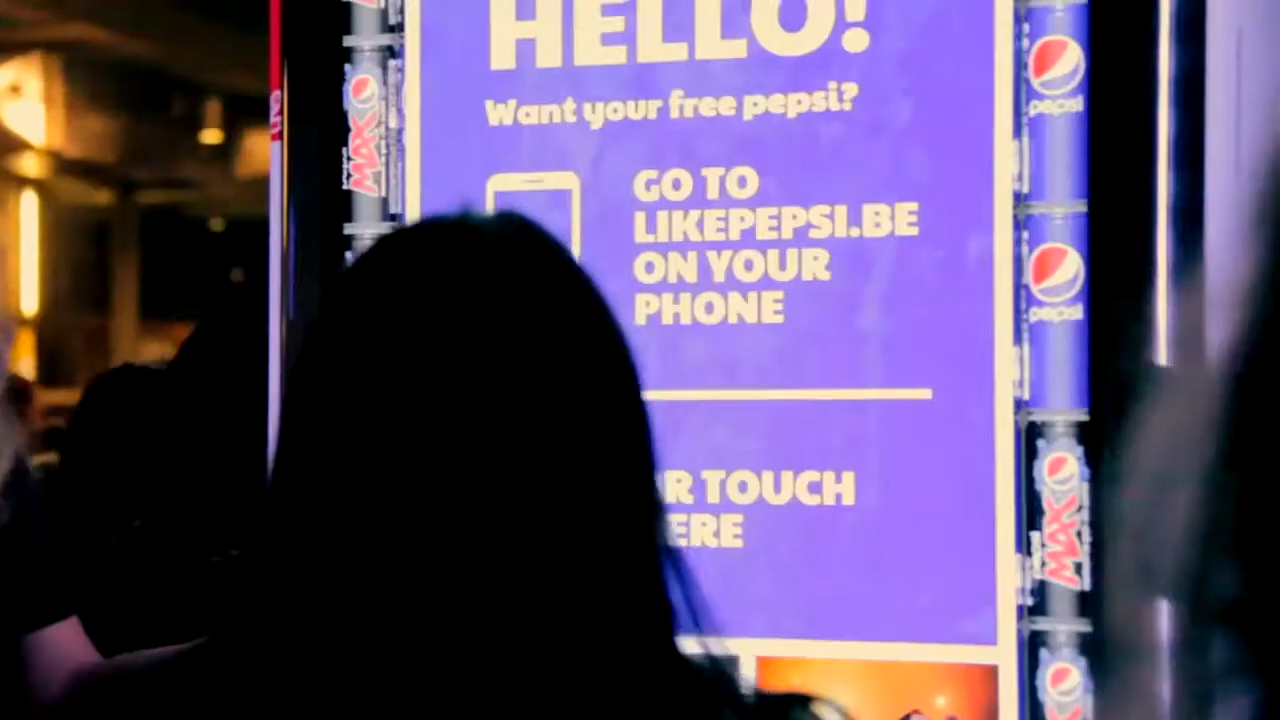 HELLO!
Want your free pepsi?
GO TO
LIKEPEPSI.BE
ON YOUR
PHONE
R TOUCH
ERE
MAX
pepsi
pepsi
MAX